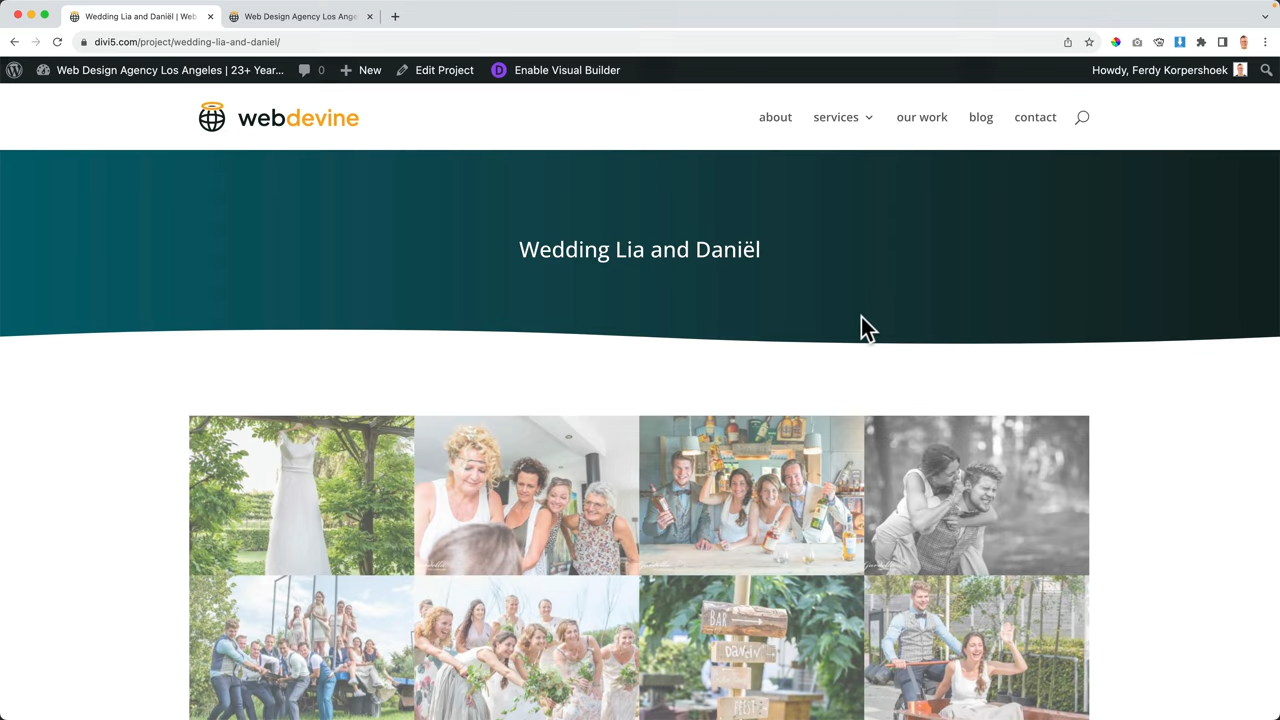 Wedding Lia and Daniël | Web
Web Design Agency Los Ange
divi5.com/project/wedding-lia-and-daniel/
Web Design Agency Los Angeles | 23+ Year...
0
New
Edit Project
D
Enable Visual Builder
Howdy, Ferdy Korpershoek
webdevine
about
services
our work
blog
contact
Wedding Lia and Daniël
BAR
DANCIN'
FEEST